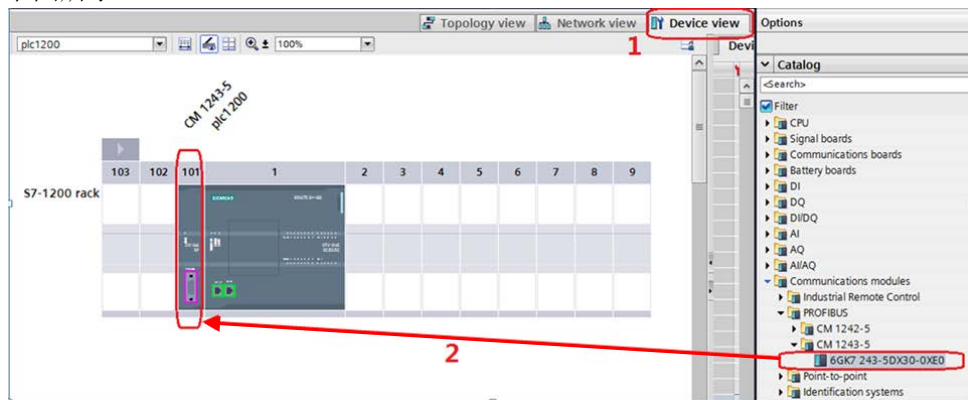 Topology view
Network view
Device view
Options
plc1200
100%
1
Devi
Catalog
<Search>
Filter
CM 1243-5
plc1200
CPU
Signal boards
Communications boards
Battery boards
DI
DQ
DI/DQ
AI
AQ
AI/AQ
Communications modules
Industrial Remote Control
PROFIBUS
CM 1242-5
CM 1243-5
6GK7 243-5DX30-0XE0
Point-to-point
Identification systems
103 102 101 1 2 3 4 5 6 7 8 9
S7-1200 rack
SIEMENS
2